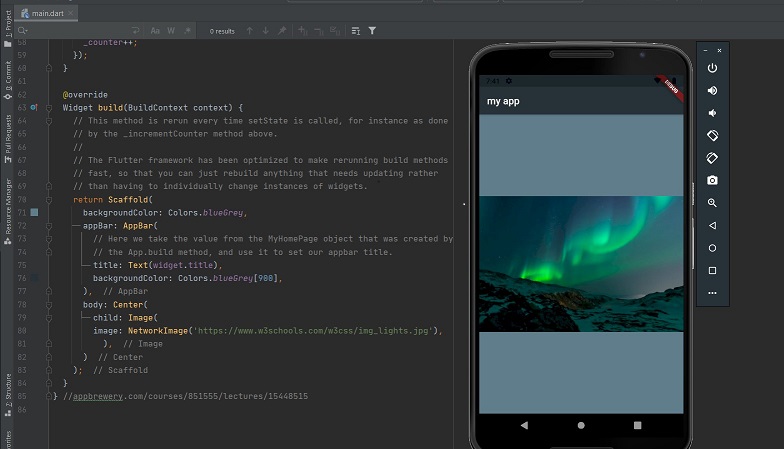 main.dart
Aa W .*
0 results
1: Project
Commit
Pull Requests
Resource Manager
Z: Structure
58 _counter++;
59 });
60 }
61
62 @override
63 Widget build(BuildContext context) {
64 // This method is rerun every time setState is called, for instance as done
65 // by the _incrementCounter method above.
66 //
67 // The Flutter framework has been optimized to make rerunning build methods
68 // fast, so that you can just rebuild anything that needs updating rather
69 // than having to individually change instances of widgets.
70 return Scaffold(
71 backgroundColor: Colors.blueGrey,
72 appBar: AppBar(
73 // Here we take the value from the MyHomePage object that was created by
74 // the App.build method, and use it to set our appbar title.
75 title: Text(widget.title),
76 backgroundColor: Colors.blueGrey[900],
77 ), // AppBar
78 body: Center(
79 child: Image(
80 image: NetworkImage('https://www.w3schools.com/w3css/img_lights.jpg'),
81 ), // Image
82 ) // Center
83 ); // Scaffold
84 }
85 } //appbrewery.com/courses/851555/lectures/15448515
86
7:41
DEBUG
my app